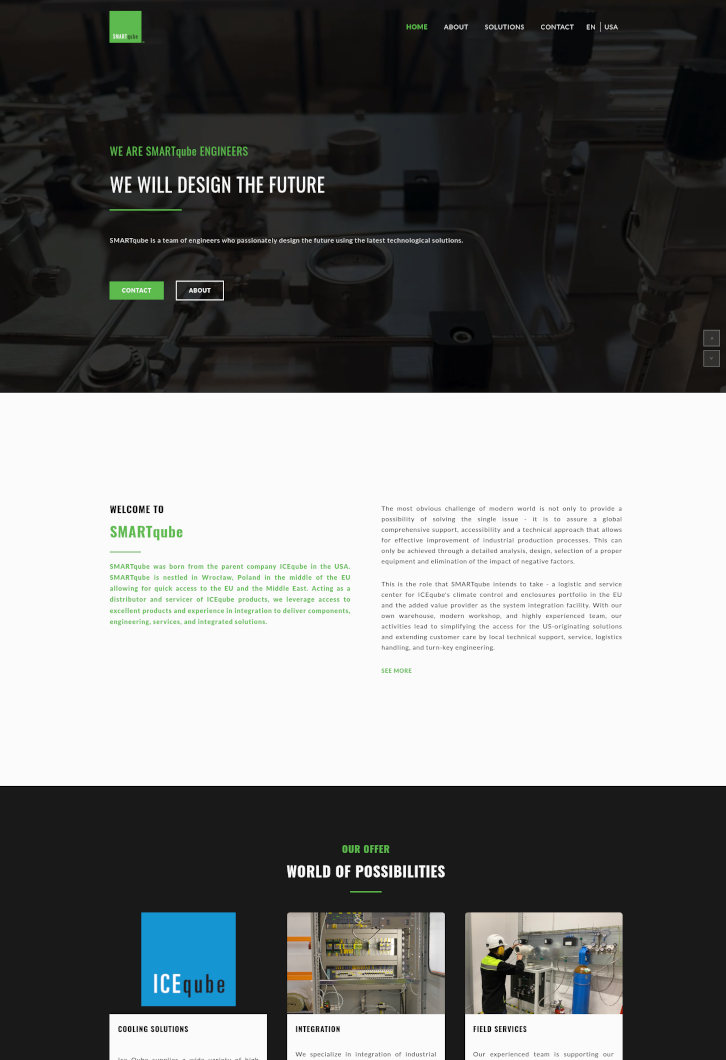 SMARTqube
HOME ABOUT SOLUTIONS CONTACT EN USA
WE ARE SMARTqube ENGINEERS
WE WILL DESIGN THE FUTURE
SMARTqube is a team of engineers who passionately design the future using the latest technological solutions.
CONTACT ABOUT
WELCOME TO
SMARTqube
SMARTqube was born from the parent company ICEqube in the USA.
SMARTqube is nestled in Wrocław, Poland in the middle of the EU
allowing for quick access to the EU and the Middle East. Acting as a
distributor and servicer of ICEqube products, we leverage access to
excellent products and experience in integration to deliver components,
engineering, services, and integrated solutions.
The most obvious challenge of modern world is not only to provide a
possibility of solving the single issue - it is to assure a global
comprehensive support, accessibility and a technical approach that allows
for effective improvement of industrial production processes. This can
only be achieved through a detailed analysis, design, selection of a proper
equipment and elimination of the impact of negative factors.
This is the role that SMARTqube intends to take - a logistic and service
center for ICEqube's climate control and enclosures portfolio in the EU
and the added value provider as the system integration facility. With our
own warehouse, modern workshop, and highly experienced team, our
activities lead to simplifying the access for the US-originating solutions
and extending customer care by local technical support, service, logistics
handling, and turn-key engineering.
SEE MORE
OUR OFFER
WORLD OF POSSIBILITIES
ICEqube
COOLING SOLUTIONS
Ice Qube supplies a wide variety of high
INTEGRATION
We specialize in integration of industrial
FIELD SERVICES
Our experienced team is supporting our